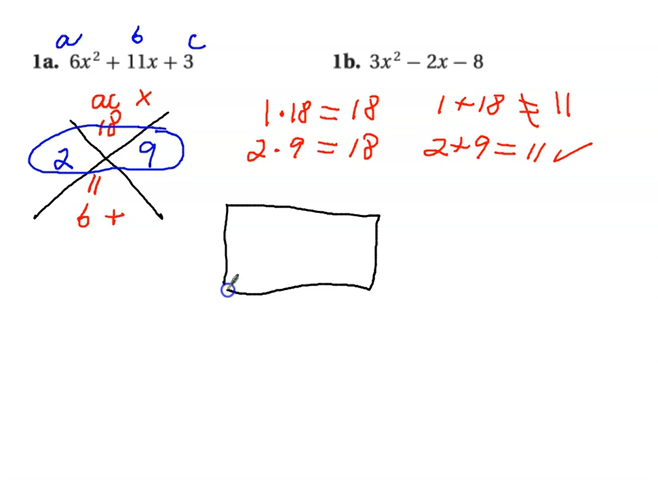 a b c
1a. 6x² + 11x + 3
1b. 3x² − 2x − 8
ac x
18
2 9
11
b +
1·18 = 18
1+18 ≠ 11
2·9 = 18
2+9 = 11 ✓